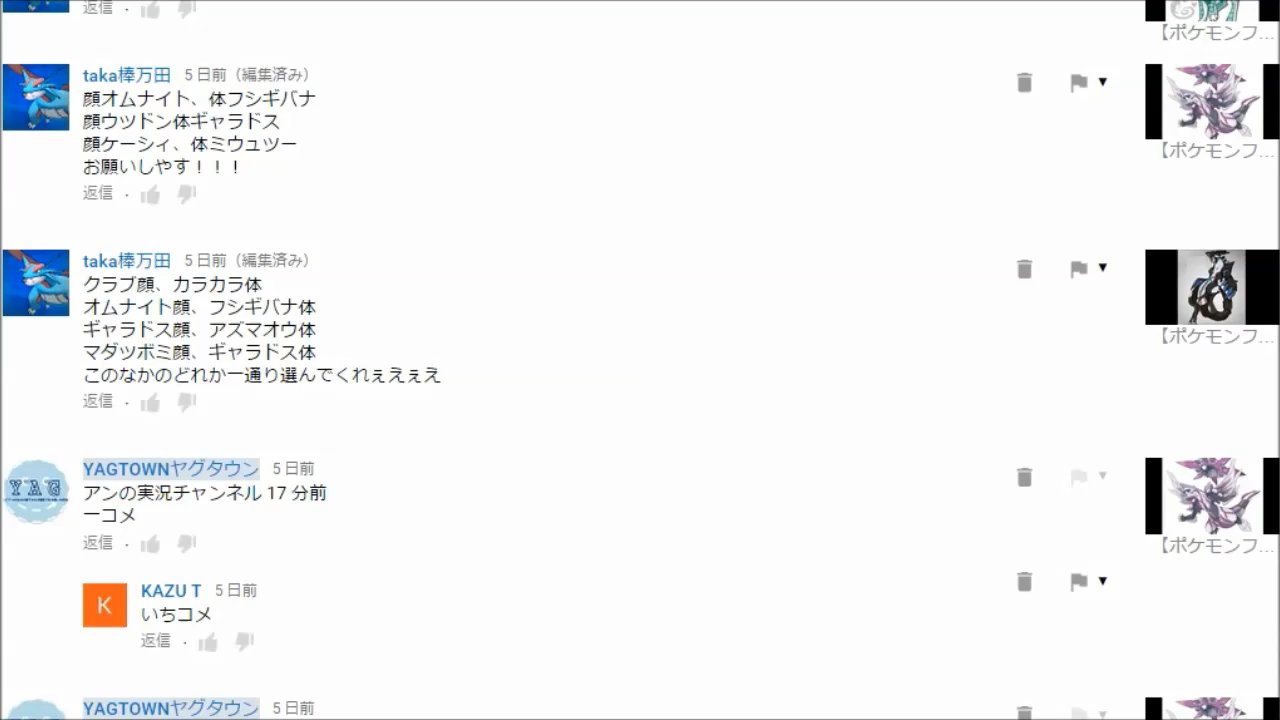 返信 ・
【ポケモンフ...
taka棒万田 5 日前（編集済み）
顔オムナイト、体フシギバナ
顔ウツドン体ギャラドス
顔ケーシィ、体ミウュツー
お願いしやす！！！
返信 ・
【ポケモンフ...
taka棒万田 5 日前（編集済み）
クラブ顔、カラカラ体
オムナイト顔、フシギバナ体
ギャラドス顔、アズマオウ体
マダツボミ顔、ギャラドス体
このなかのどれか一通り選んでくれぇえぇえ
返信 ・
【ポケモンフ...
YAG
YAGTOWNヤグタウン 5 日前
アンの実況チャンネル 17 分前
一コメ
返信 ・
【ポケモンフ...
K
KAZU T 5 日前
いちコメ
返信 ・
YAGTOWNヤグタウン 5 日前